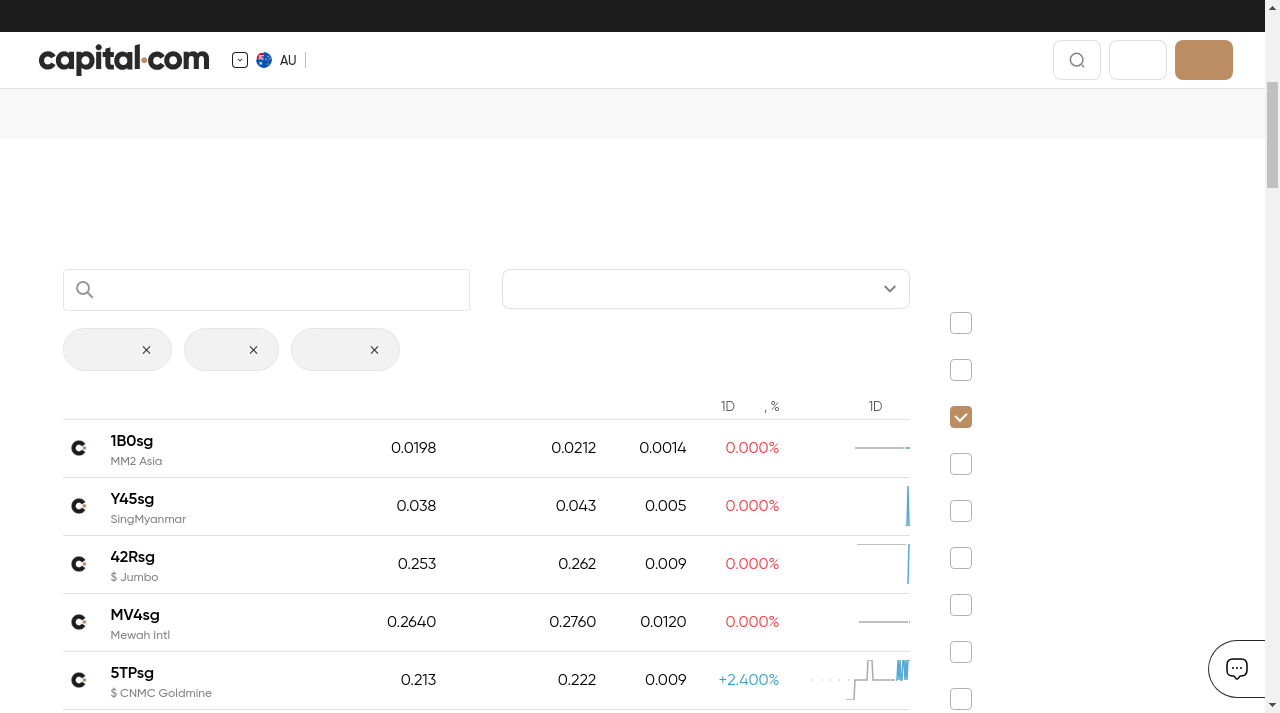 capital.com
AU
1D , % 1D
1B0sg 0.0198 0.0212 0.0014 0.000%
MM2 Asia
Y45sg 0.038 0.043 0.005 0.000%
SingMyanmar
42Rsg 0.253 0.262 0.009 0.000%
$ Jumbo
MV4sg 0.2640 0.2760 0.0120 0.000%
Mewah Intl
5TPsg 0.213 0.222 0.009 +2.400%
$ CNMC Goldmine